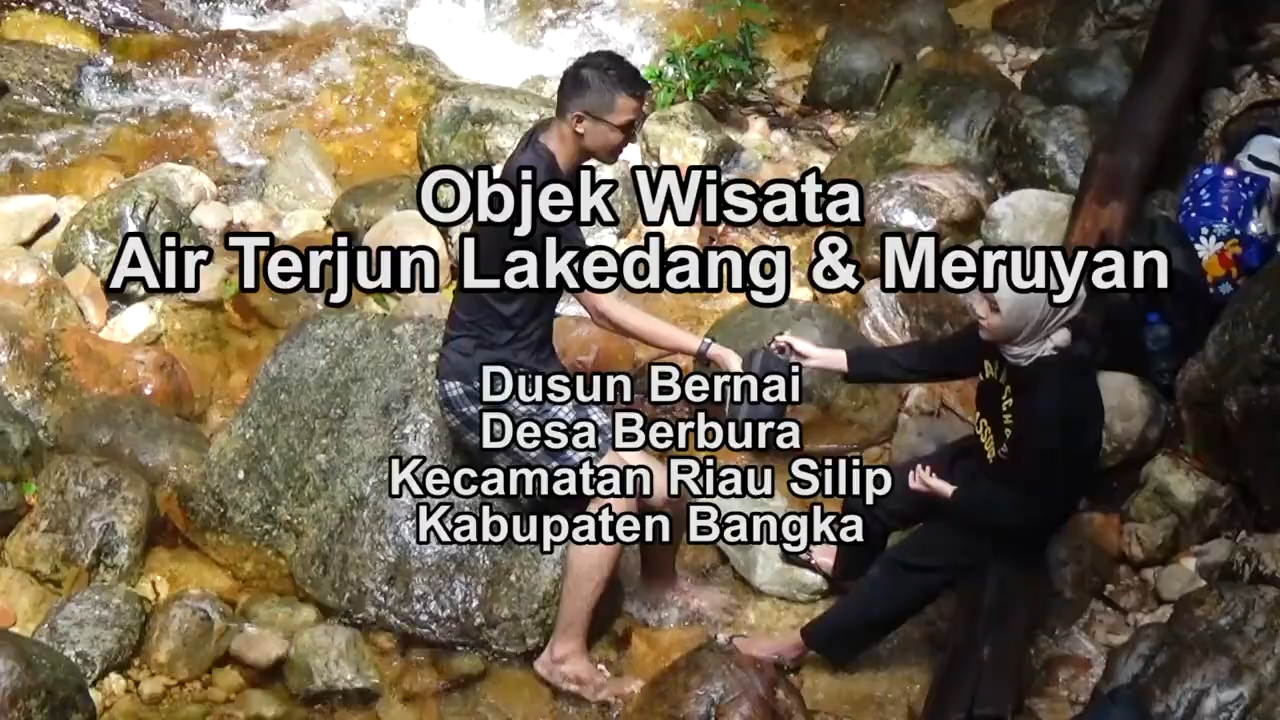 Objek Wisata
Air Terjun Lakedang & Meruyan
Dusun Bernai
Desa Berbura
Kecamatan Riau Silip
Kabupaten Bangka